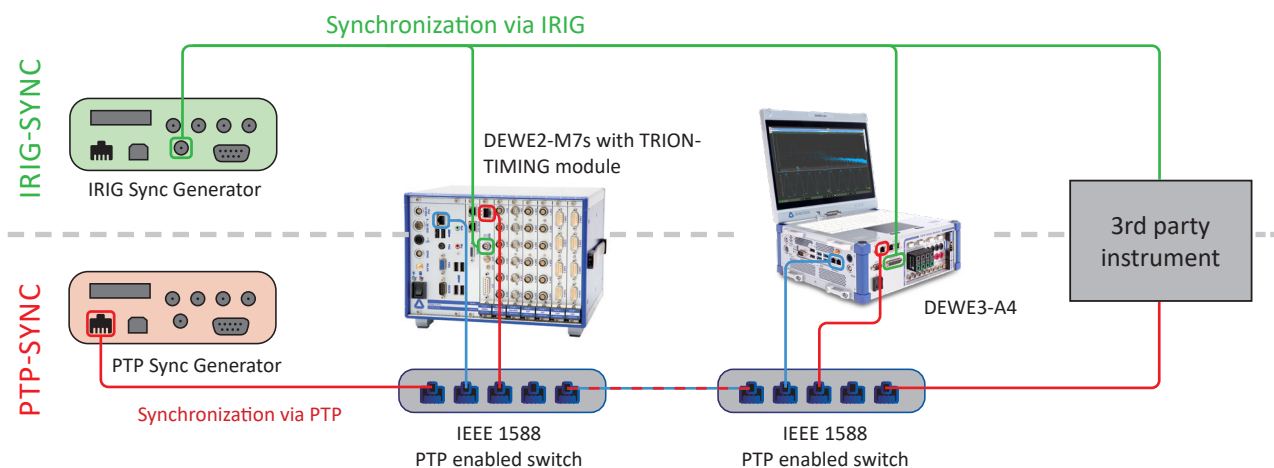 Synchronization via IRIG
IRIG-SYNC
IRIG Sync Generator
DEWE2-M7s with TRION-
TIMING module
3rd party
instrument
DEWE3-A4
PTP-SYNC
PTP Sync Generator
Synchronization via PTP
IEEE 1588
PTP enabled switch
IEEE 1588
PTP enabled switch